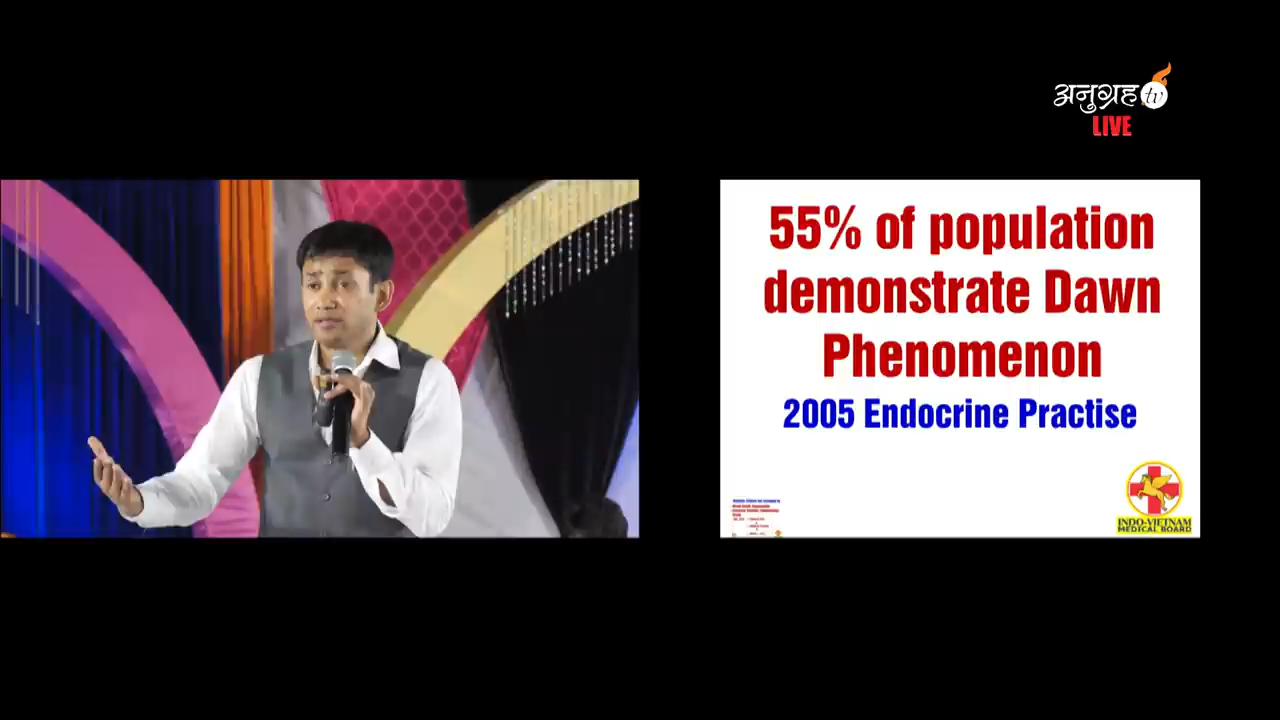 अनुग्रह tv
LIVE
55% of population
demonstrate Dawn
Phenomenon
2005 Endocrine Practise
INDO-VIETNAM
MEDICAL BOARD